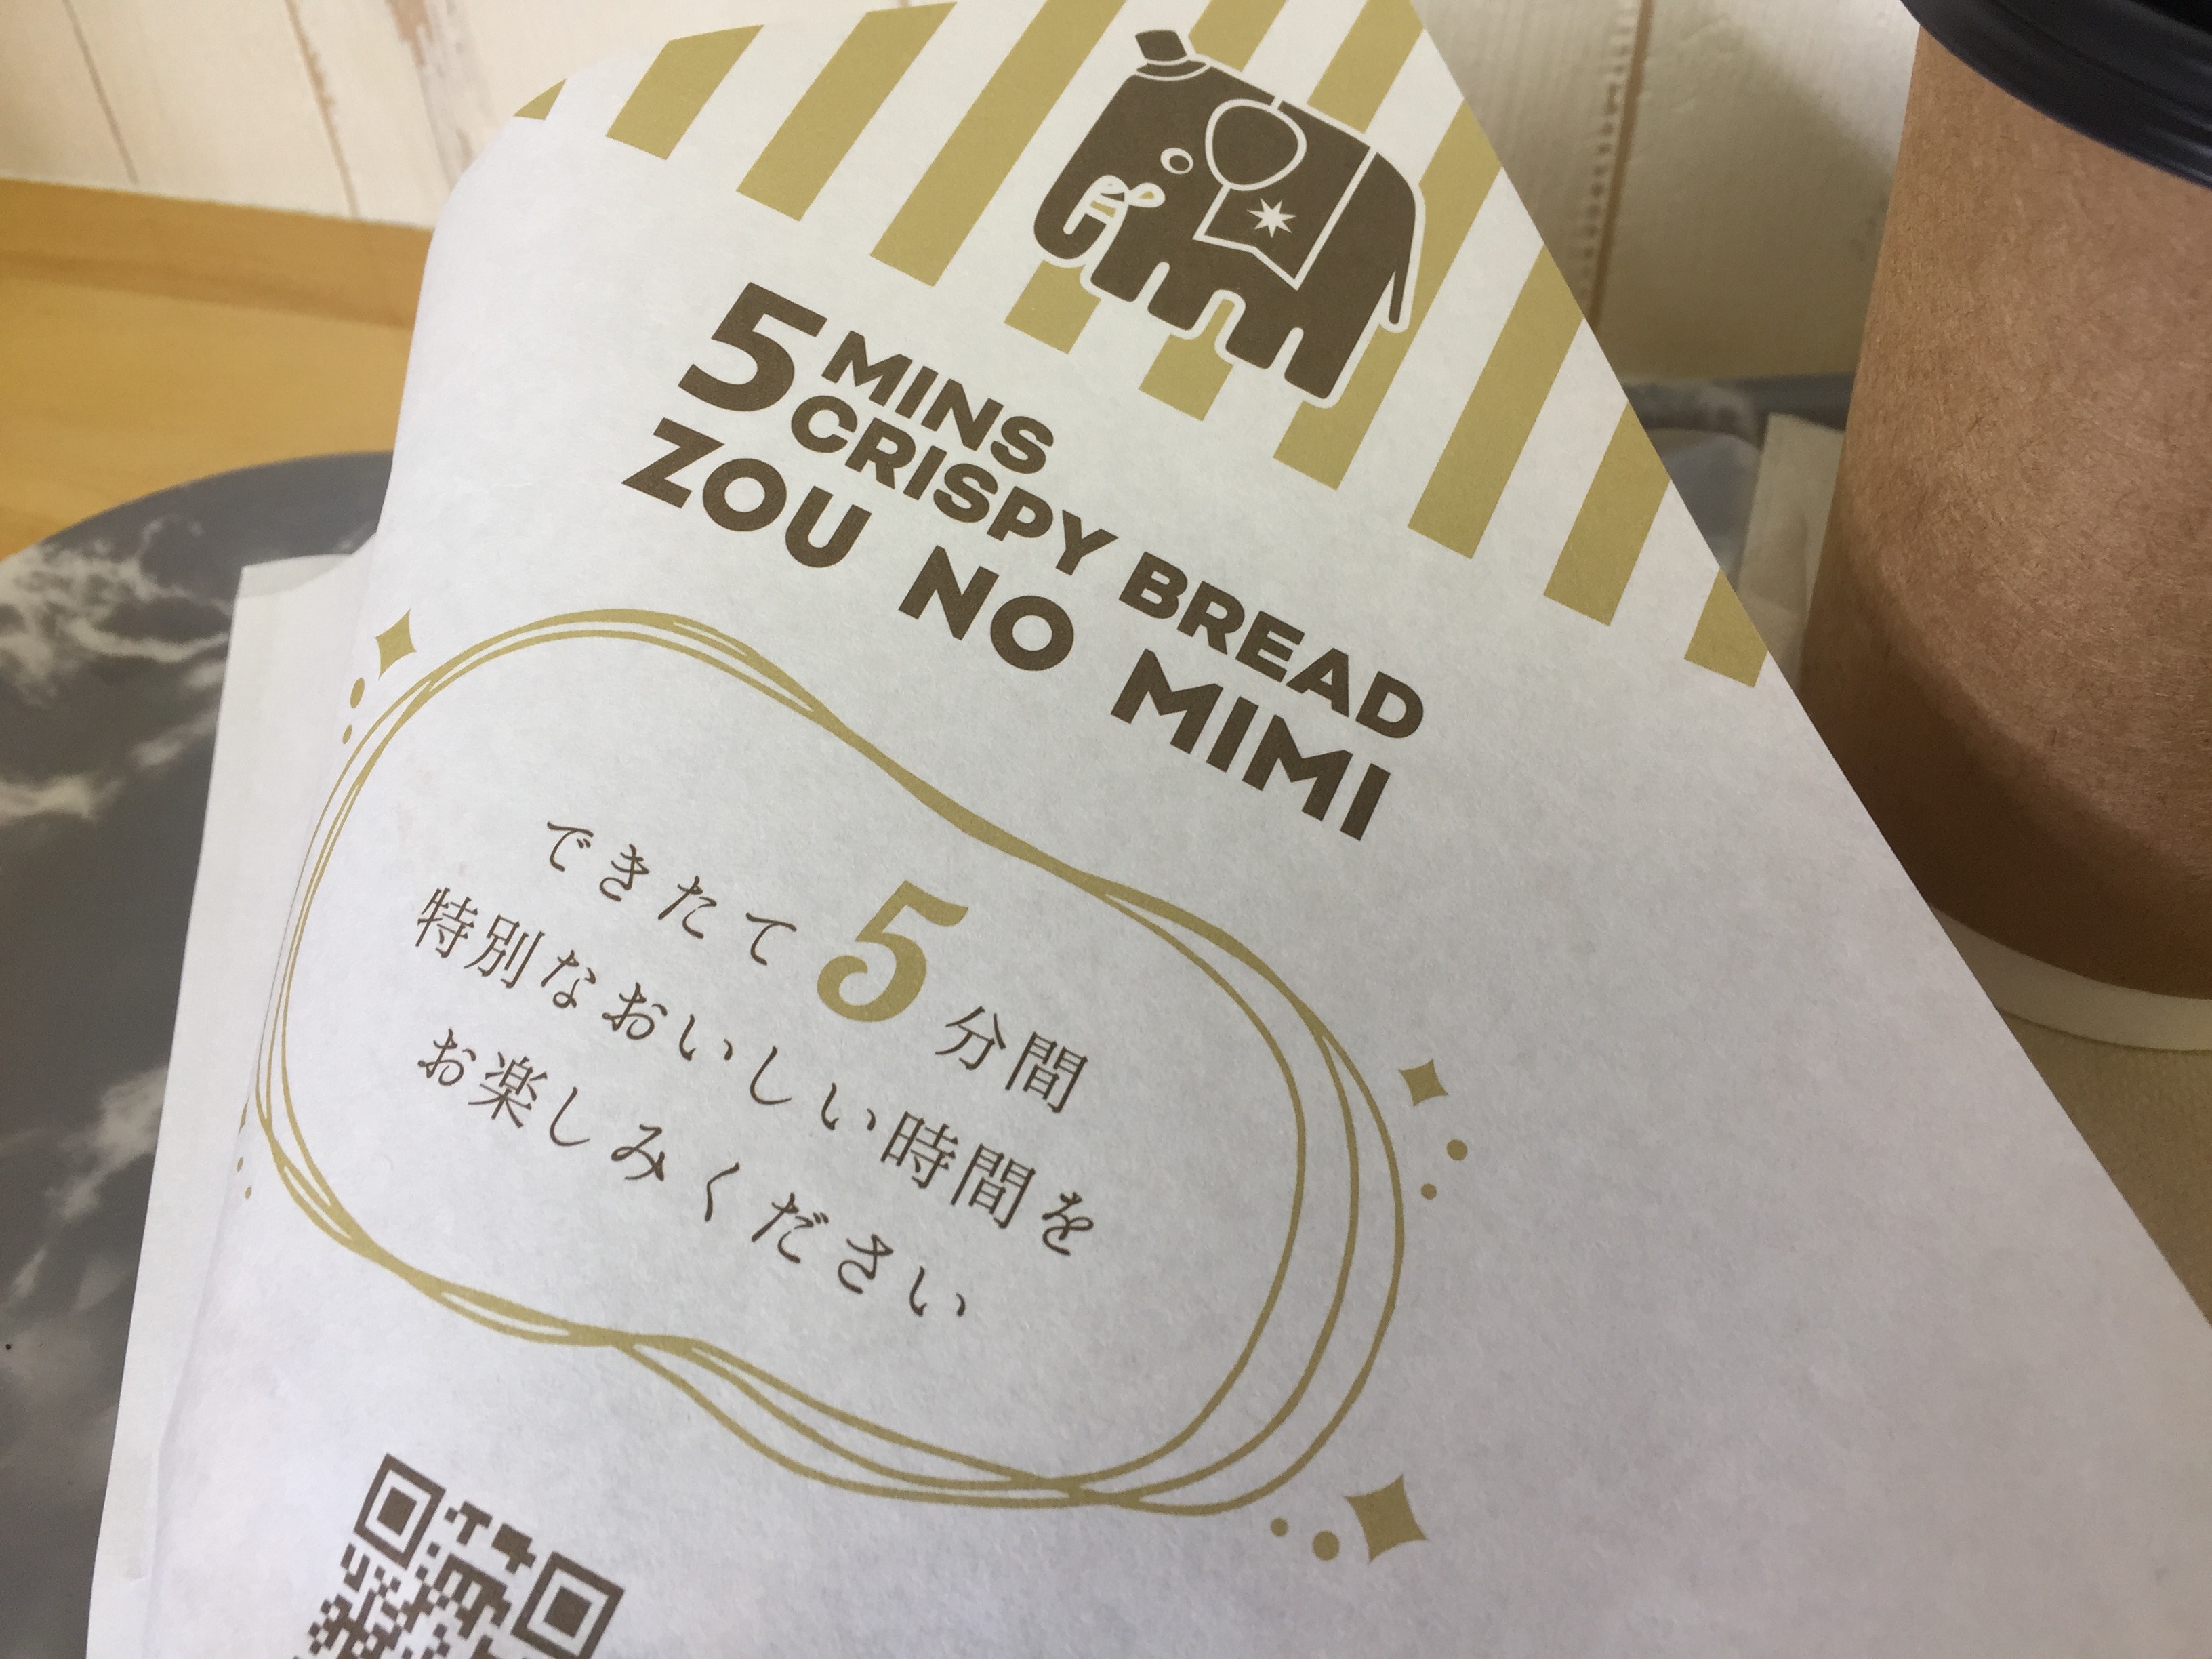 5 MINS
CRISPY BREAD
ZOU NO MIMI
できたて5分間
特別なおいしい時間を
お楽しみください